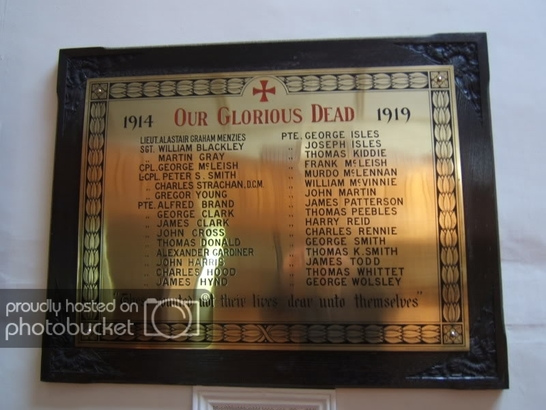 1914 OUR GLORIOUS DEAD 1919
LIEUT. ALASTAIR GRAHAM MENZIES
SGT. WILLIAM BLACKLEY
" MARTIN GRAY
CPL. GEORGE McLEISH
L-CPL. PETER S. SMITH
" CHARLES STRACHAN, D.C.M.
" GREGOR YOUNG
PTE. ALFRED BRAND
" GEORGE CLARK
" JAMES CLARK
" JOHN CROSS
" THOMAS DONALD
" ALEXANDER GARDINER
" JOHN HARRIS
" CHARLES HOOD
" JAMES HYND
PTE. GEORGE ISLES
" JOSEPH ISLES
" THOMAS KIDDIE
" FRANK McLEISH
" MURDO McLENNAN
" WILLIAM McVINNIE
" JOHN MARTIN
" JAMES PATTERSON
" THOMAS PEEBLES
" HARRY REID
" CHARLES RENNIE
" GEORGE SMITH
" THOMAS K. SMITH
" JAMES TODD
" THOMAS WHITTET
" GEORGE WOLSLEY
not their lives dear unto themselves"
proudly hosted on
photobucket